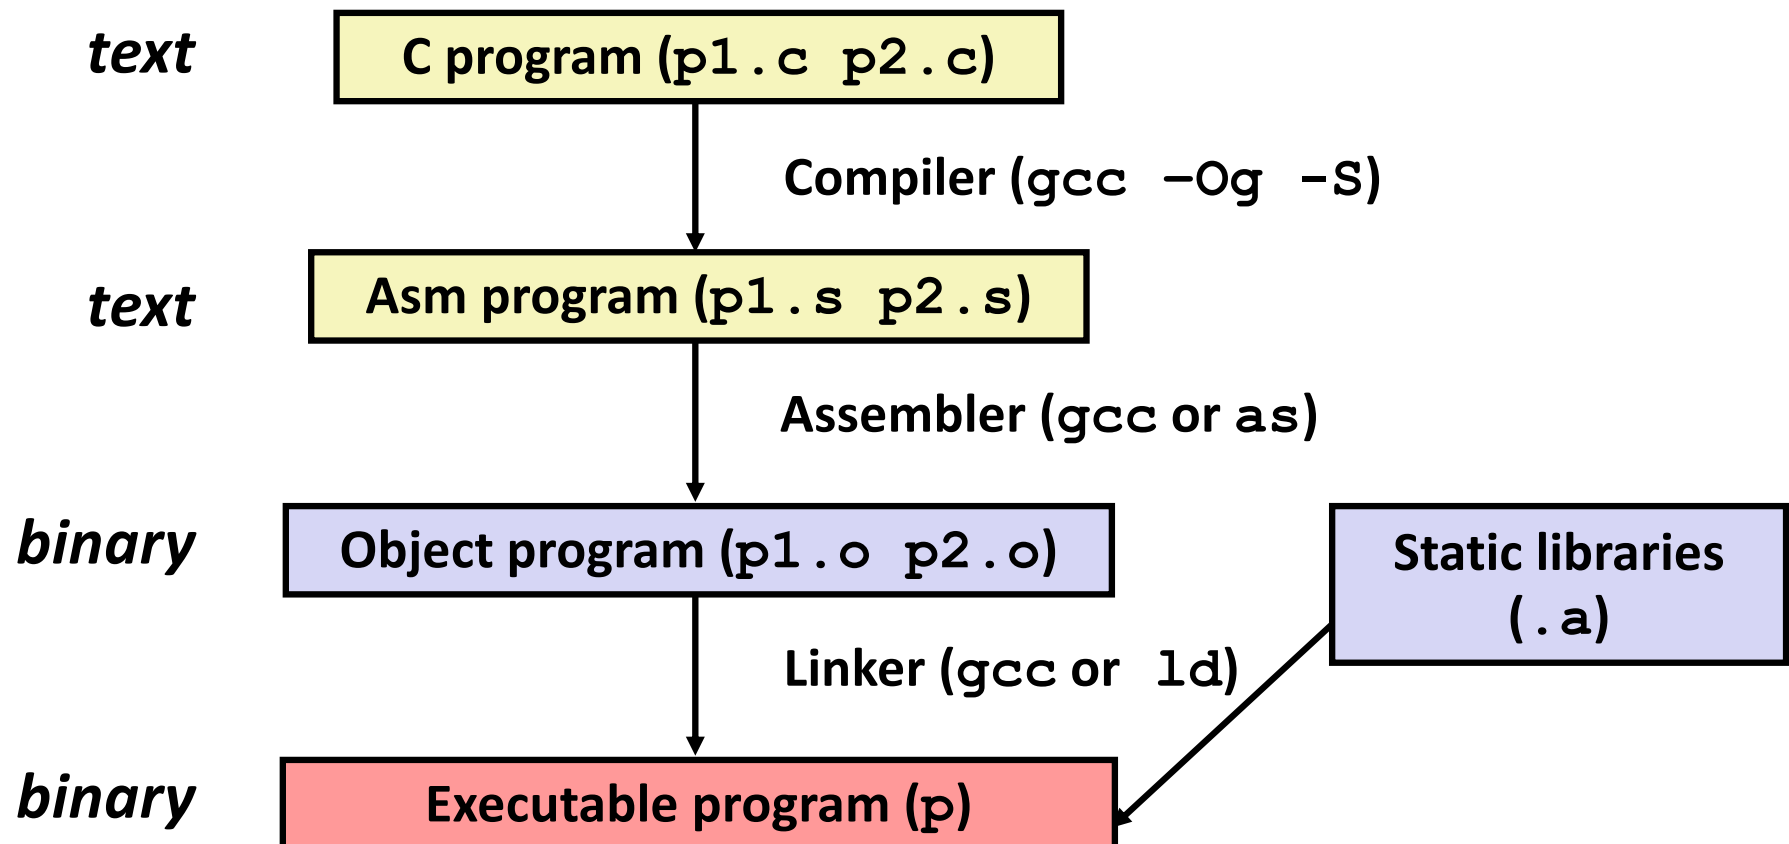 text
C program (p1.c p2.c)
Compiler (gcc –Og -S)
text
Asm program (p1.s p2.s)
Assembler (gcc or as)
binary
Object program (p1.o p2.o)
Static libraries
(.a)
Linker (gcc or ld)
binary
Executable program (p)